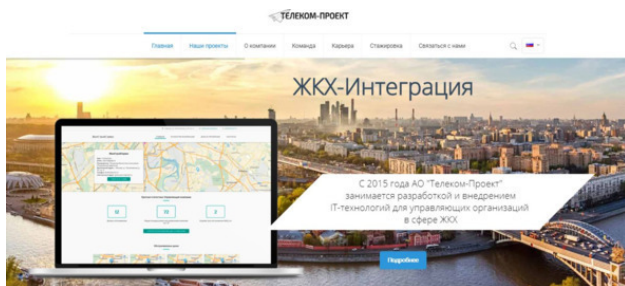 ТЕЛЕКОМ-ПРОЕКТ
Главная Наши проекты О компании Команда Карьера Стажировка Связаться с нами
ЖКХ-Интеграция
С 2015 года АО "Телеком-Проект"
занимается разработкой и внедрением
IT-технологий для управляющих организаций
в сфере ЖКХ
Подробнее